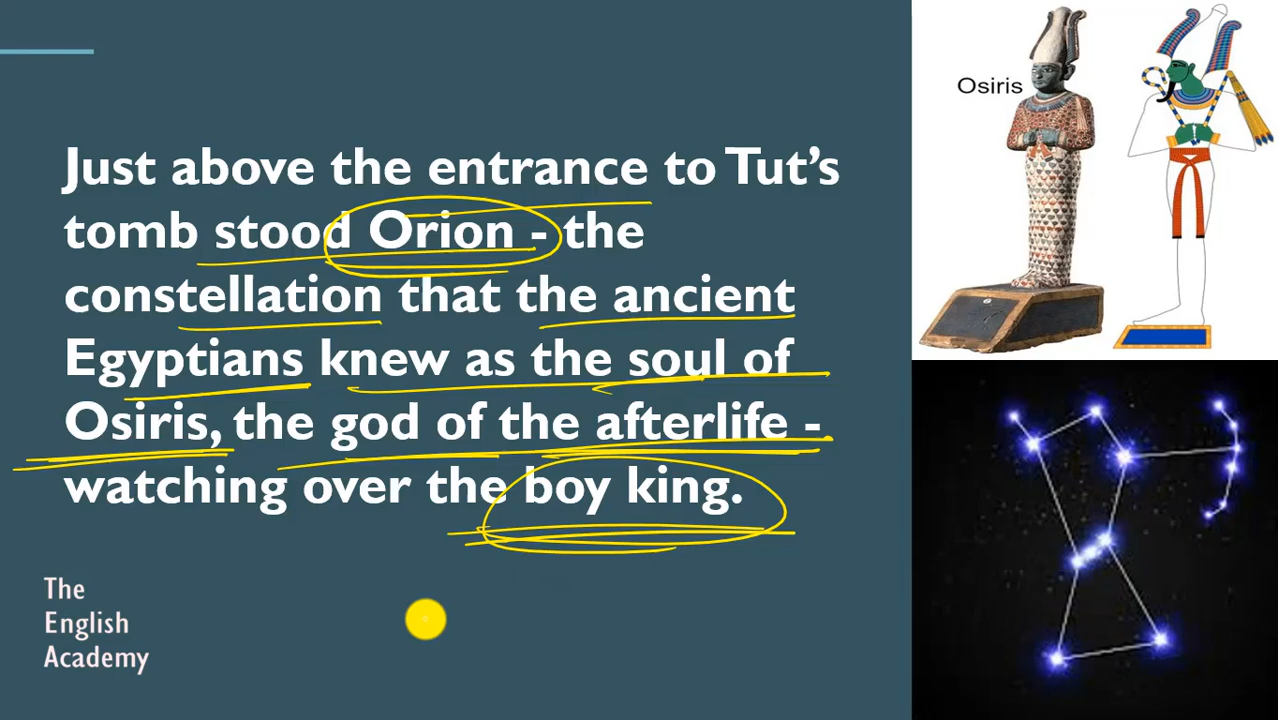 Just above the entrance to Tut’s
tomb stood Orion - the
constellation that the ancient
Egyptians knew as the soul of
Osiris, the god of the afterlife -
watching over the boy king.
The
English
Academy
Osiris